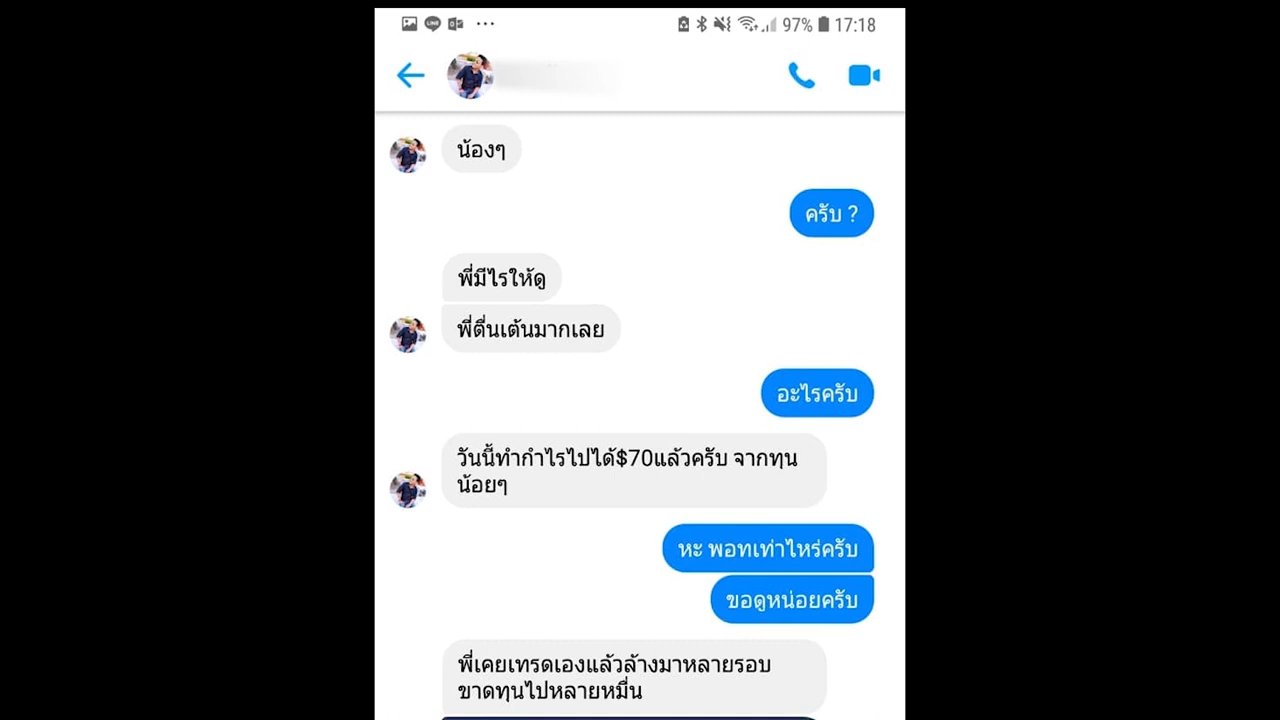 97% 17:18
น้องๆ
ครับ ?
พี่มีไรให้ดู
พี่ตื่นเต้นมากเลย
อะไรครับ
วันนี้ทำกำไรไปได้$70แล้วครับ จากทุน
น้อยๆ
หะ พอทเท่าไหร่ครับ
ขอดูหน่อยครับ
พี่เคยเทรดเองแล้วล้างมาหลายรอบ
ขาดทุนไปหลายหมื่น